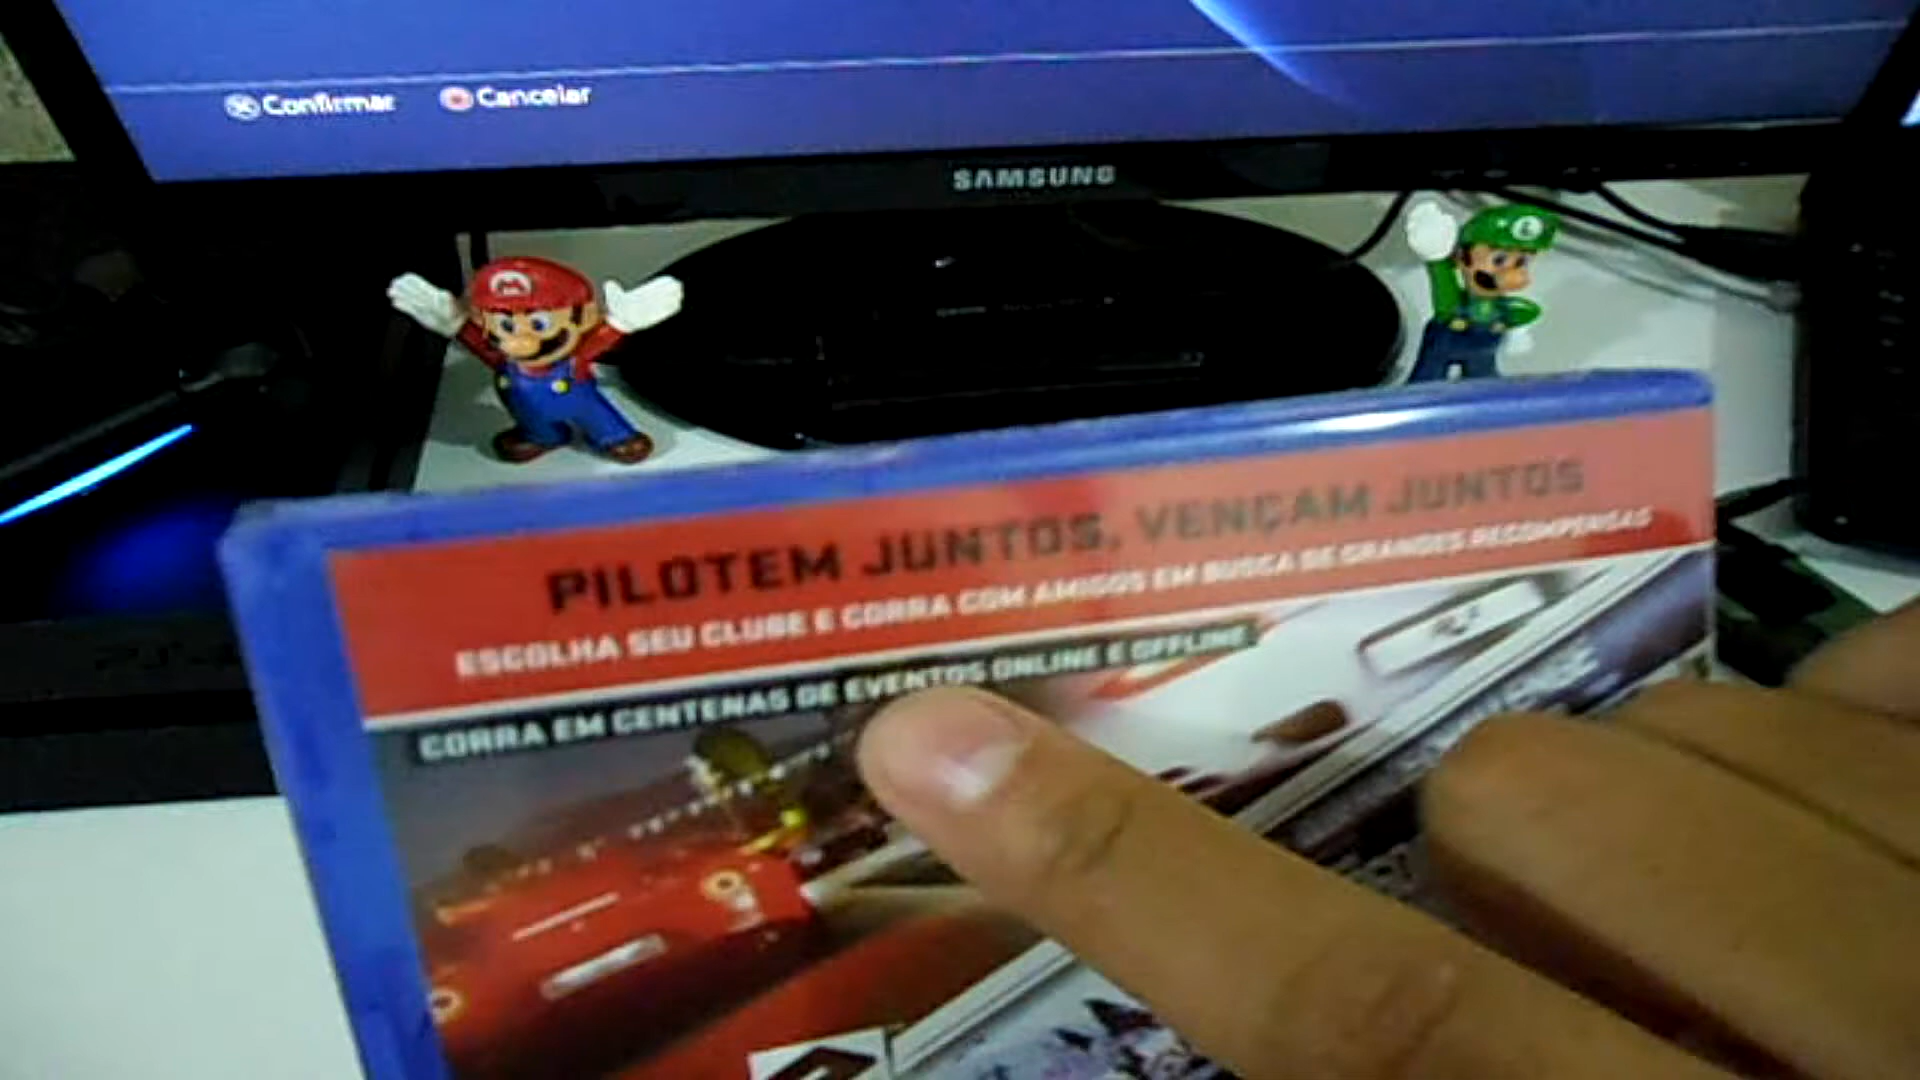 Confirmar
Cancelar
SAMSUNG
PILOTEM JUNTOS, VENÇAM JUNTOS
ESCOLHA SEU CLUBE E CORRA COM AMIGOS EM BUSCA DE GRANDES RECOMPENSAS
CORRA EM CENTENAS DE EVENTOS ONLINE E OFFLINE